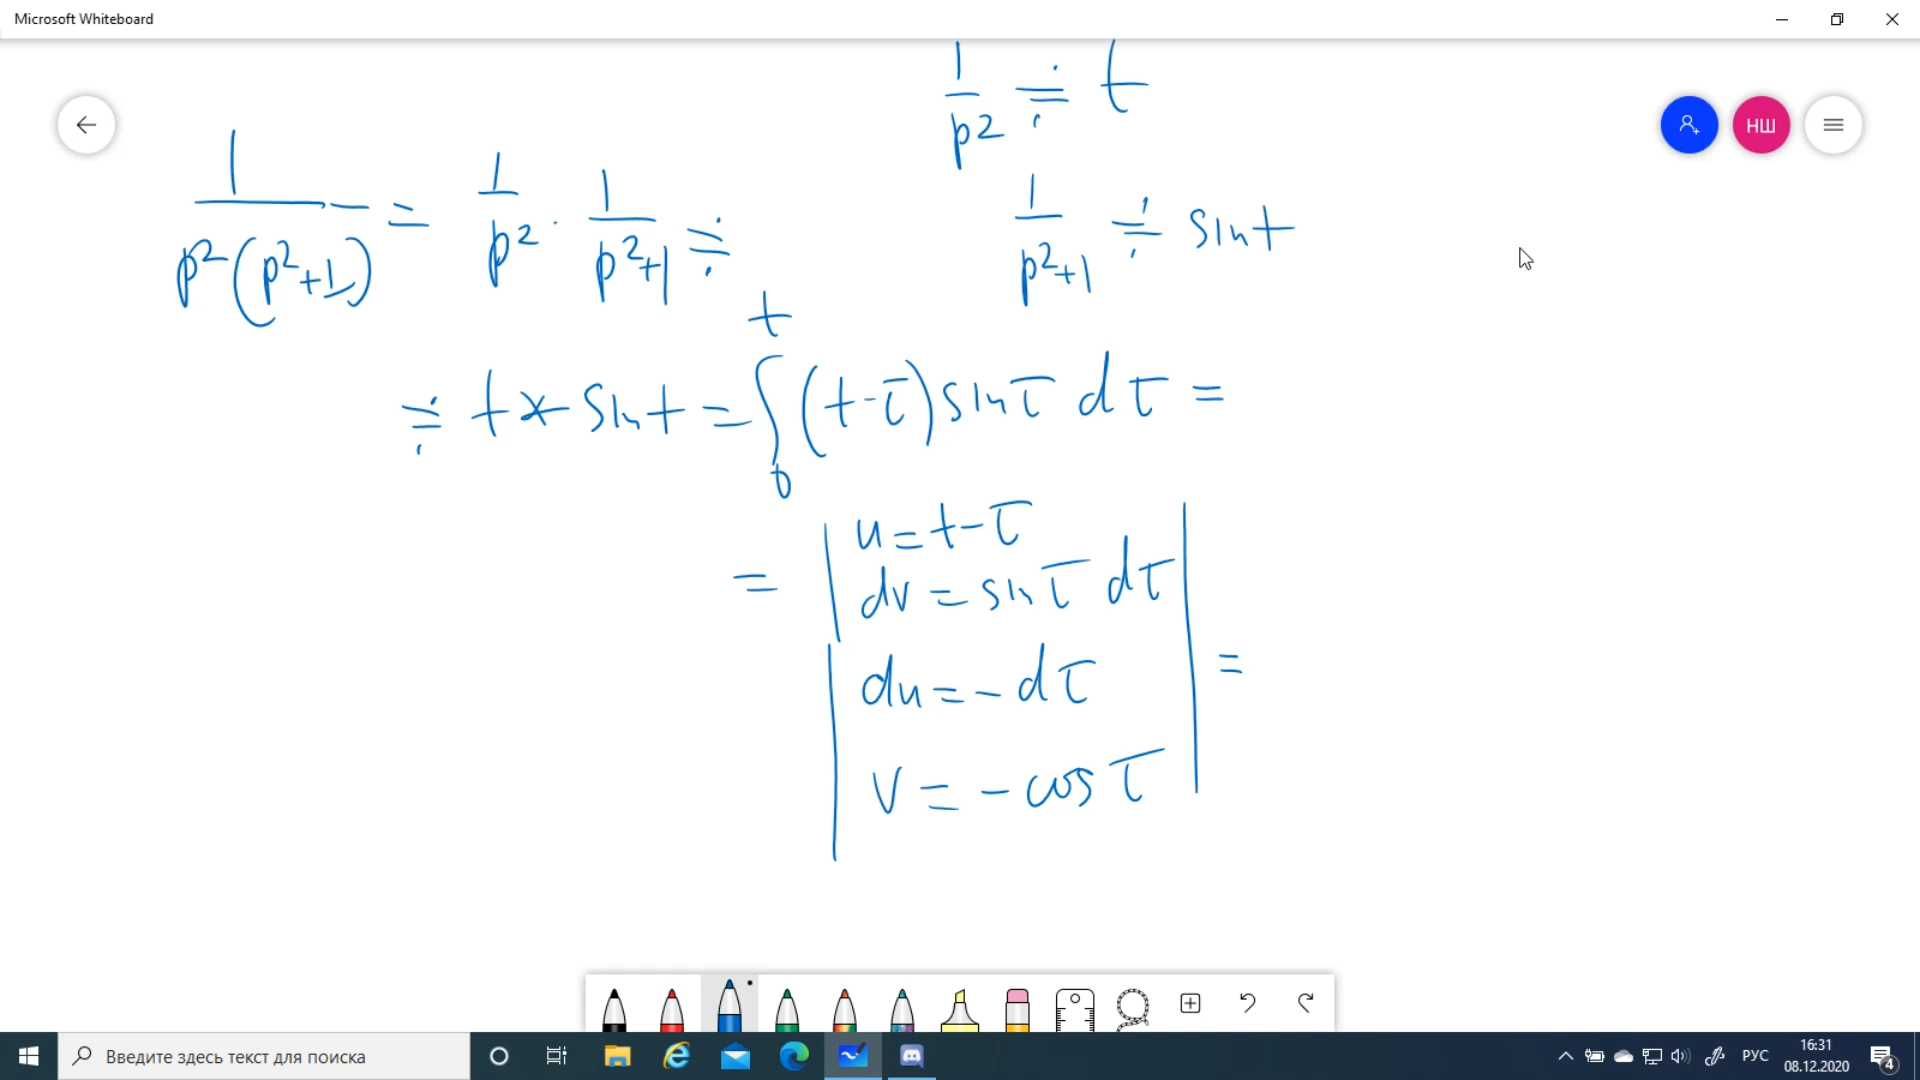 Microsoft Whiteboard
1/p² ≓ t
НШ
1/(p²(p²+1)) = 1/p² · 1/(p²+1) ≓
1/(p²+1) ≓ sin t
≓ t * sin t = ∫₀ᵗ (t-τ) sin τ dτ =
= | u = t-τ
dv = sin τ dτ
du = -dτ | =
v = -cos τ
Введите здесь текст для поиска
РУС
16:31
08.12.2020
4